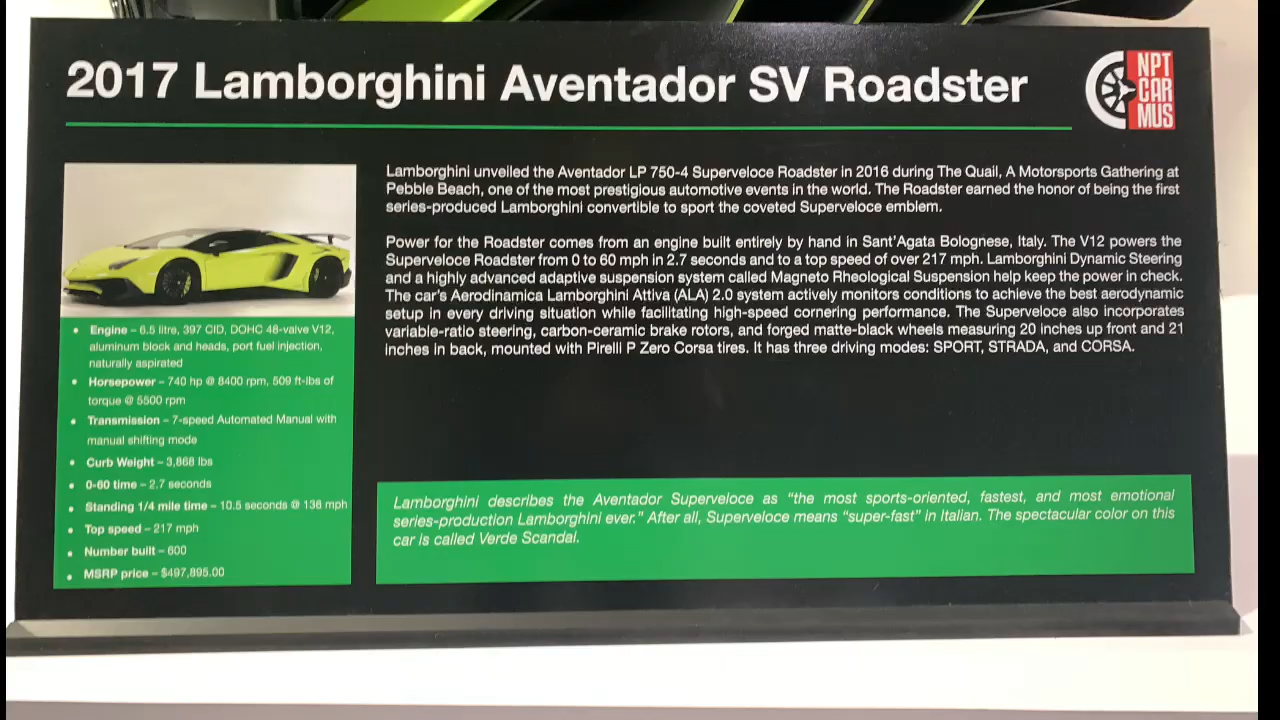 2017 Lamborghini Aventador SV Roadster
NPT
CAR
MUS
Lamborghini unveiled the Aventador LP 750-4 Superveloce Roadster in 2016 during The Quail, A Motorsports Gathering at
Pebble Beach, one of the most prestigious automotive events in the world. The Roadster earned the honor of being the first
series-produced Lamborghini convertible to sport the coveted Superveloce emblem.
Power for the Roadster comes from an engine built entirely by hand in Sant'Agata Bolognese, Italy. The V12 powers the
Superveloce Roadster from 0 to 60 mph in 2.7 seconds and to a top speed of over 217 mph. Lamborghini Dynamic Steering
and a highly advanced adaptive suspension system called Magneto Rheological Suspension help keep the power in check.
The car's Aerodinamica Lamborghini Attiva (ALA) 2.0 system actively monitors conditions to achieve the best aerodynamic
setup in every driving situation while facilitating high-speed cornering performance. The Superveloce also incorporates
variable-ratio steering, carbon-ceramic brake rotors, and forged matte-black wheels measuring 20 inches up front and 21
inches in back, mounted with Pirelli P Zero Corsa tires. It has three driving modes: SPORT, STRADA, and CORSA.
• Engine – 6.5 litre, 397 CID, DOHC 48-valve V12,
aluminum block and heads, port fuel injection,
naturally aspirated
• Horsepower – 740 hp @ 8400 rpm, 509 ft-lbs of
torque @ 5500 rpm
• Transmission – 7-speed Automated Manual with
manual shifting mode
• Curb Weight – 3,868 lbs
• 0-60 time – 2.7 seconds
• Standing 1/4 mile time – 10.5 seconds @ 136 mph
• Top speed – 217 mph
• Number built – 600
• MSRP price – $497,895.00
Lamborghini describes the Aventador Superveloce as "the most sports-oriented, fastest, and most emotional
series-production Lamborghini ever." After all, Superveloce means "super-fast" in Italian. The spectacular color on this
car is called Verde Scandal.